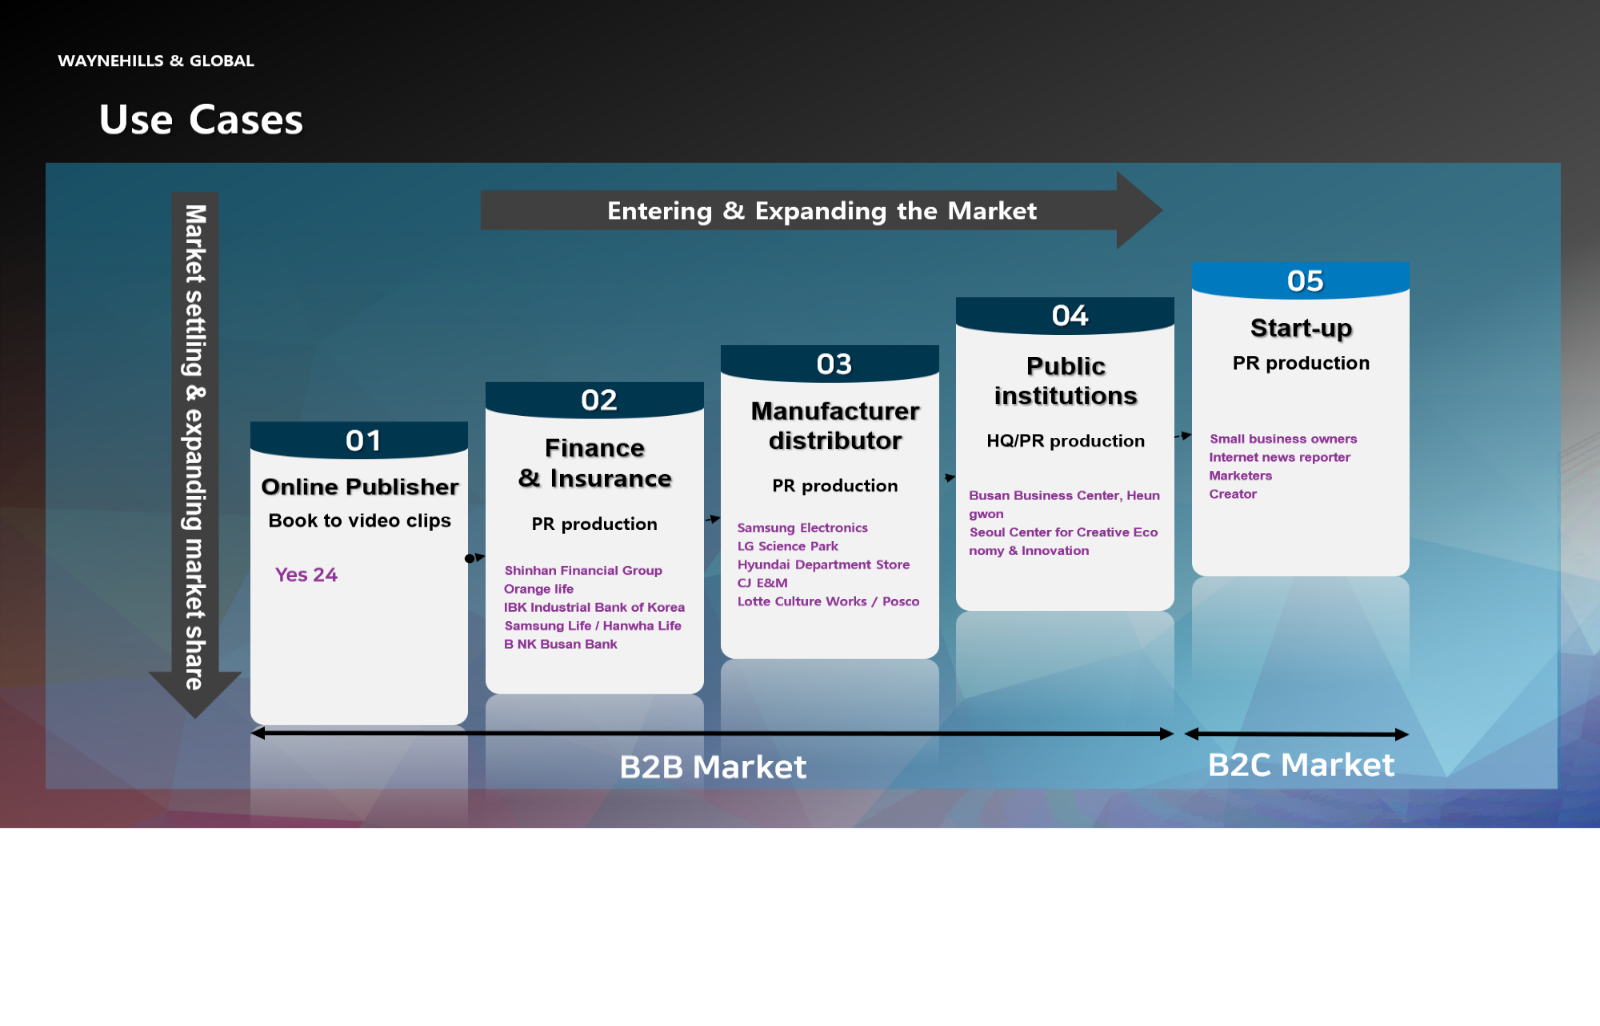 WAYNEHILLS & GLOBAL
Use Cases
Market settling & expanding market share
Entering & Expanding the Market
01
Online Publisher
Book to video clips
Yes 24
02
Finance
& Insurance
PR production
Shinhan Financial Group
Orange life
IBK Industrial Bank of Korea
Samsung Life / Hanwha Life
B NK Busan Bank
03
Manufacturer
distributor
PR production
Samsung Electronics
LG Science Park
Hyundai Department Store
CJ E&M
Lotte Culture Works / Posco
04
Public
institutions
HQ/PR production
Busan Business Center, Heun
gwon
Seoul Center for Creative Eco
nomy & Innovation
05
Start-up
PR production
Small business owners
Internet news reporter
Marketers
Creator
B2B Market
B2C Market